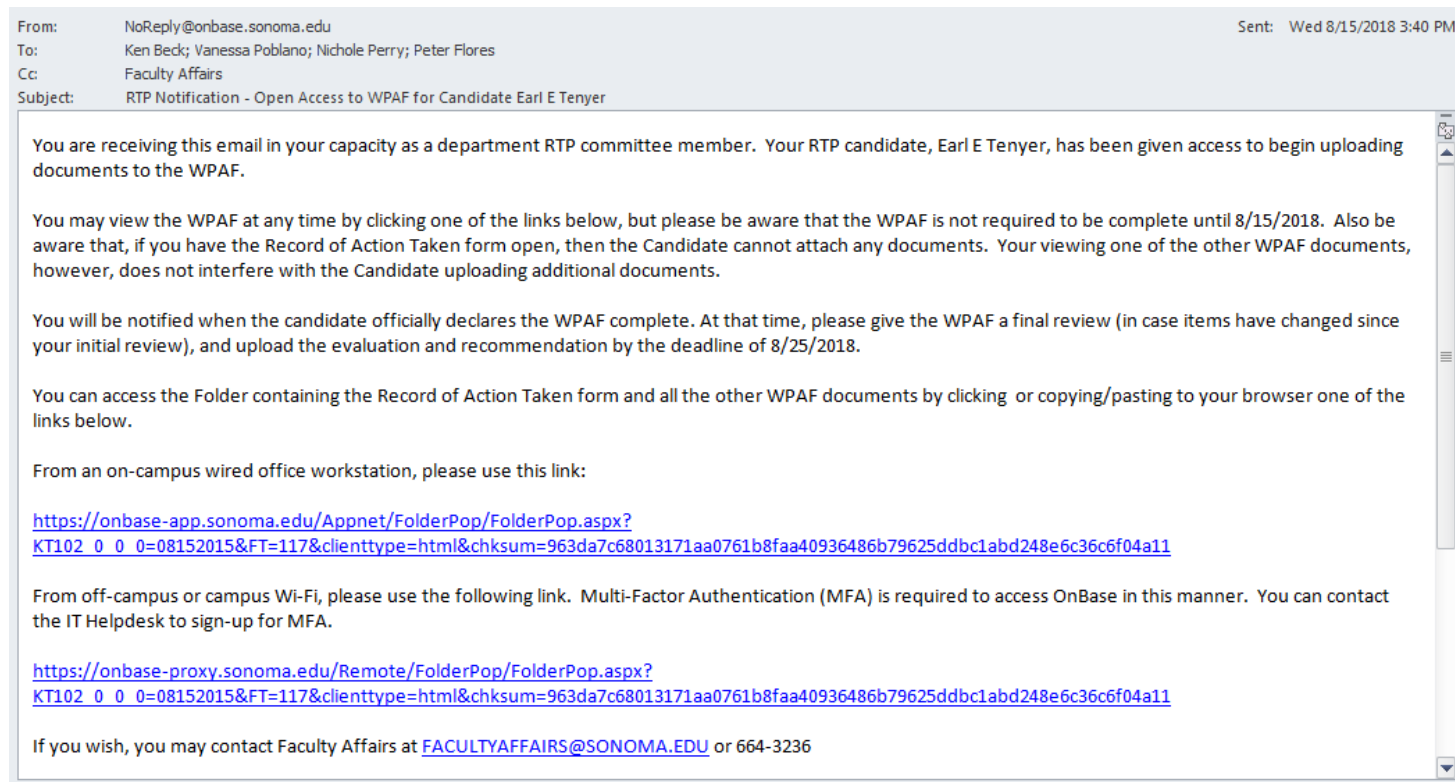 From: NoReply@onbase.sonoma.edu Sent: Wed 8/15/2018 3:40 PM
To: Ken Beck; Vanessa Poblano; Nichole Perry; Peter Flores
Cc: Faculty Affairs
Subject: RTP Notification - Open Access to WPAF for Candidate Earl E Tenyer
You are receiving this email in your capacity as a department RTP committee member.  Your RTP candidate, Earl E Tenyer, has been given access to begin uploading
documents to the WPAF.
You may view the WPAF at any time by clicking one of the links below, but please be aware that the WPAF is not required to be complete until 8/15/2018.  Also be
aware that, if you have the Record of Action Taken form open, then the Candidate cannot attach any documents.  Your viewing one of the other WPAF documents,
however, does not interfere with the Candidate uploading additional documents.
You will be notified when the candidate officially declares the WPAF complete. At that time, please give the WPAF a final review (in case items have changed since
your initial review), and upload the evaluation and recommendation by the deadline of 8/25/2018.
You can access the Folder containing the Record of Action Taken form and all the other WPAF documents by clicking  or copying/pasting to your browser one of the
links below.
From an on-campus wired office workstation, please use this link:
https://onbase-app.sonoma.edu/Appnet/FolderPop/FolderPop.aspx?
KT102_0_0_0=08152015&FT=117&clienttype=html&chksum=963da7c68013171aa0761b8faa40936486b79625ddbc1abd248e6c36c6f04a11
From off-campus or campus Wi-Fi, please use the following link.  Multi-Factor Authentication (MFA) is required to access OnBase in this manner.  You can contact
the IT Helpdesk to sign-up for MFA.
https://onbase-proxy.sonoma.edu/Remote/FolderPop/FolderPop.aspx?
KT102_0_0_0=08152015&FT=117&clienttype=html&chksum=963da7c68013171aa0761b8faa40936486b79625ddbc1abd248e6c36c6f04a11
If you wish, you may contact Faculty Affairs at FACULTYAFFAIRS@SONOMA.EDU or 664-3236